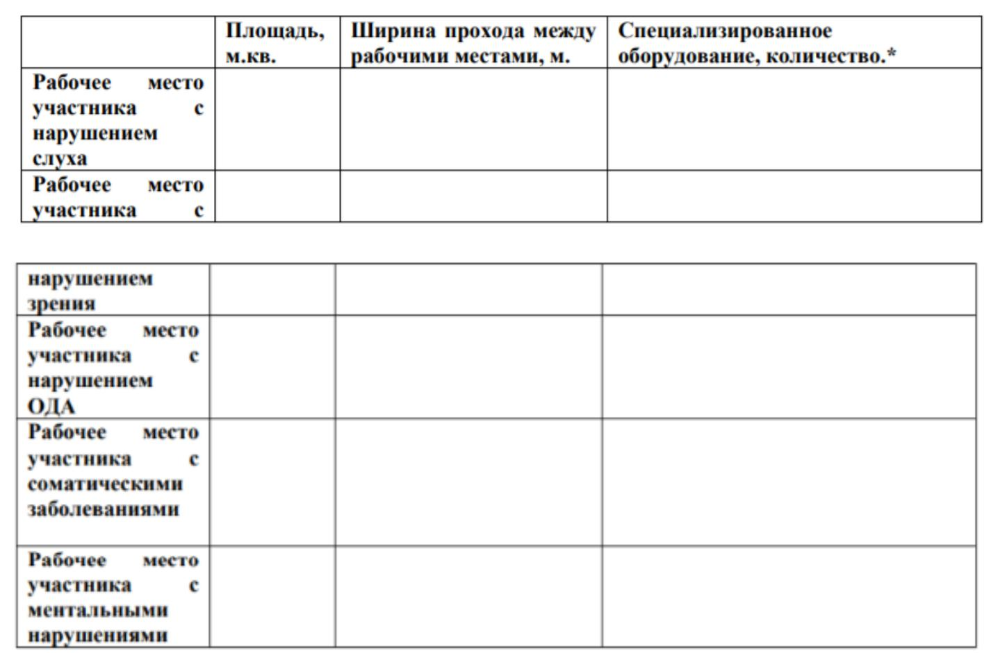 Площадь, м.кв.
Ширина прохода между рабочими местами, м.
Специализированное оборудование, количество.*
Рабочее место
участника с
нарушением
слуха
Рабочее место
участника с
нарушением
зрения
Рабочее место
участника с
нарушением
ОДА
Рабочее место
участника с
соматическими
заболеваниями
Рабочее место
участника с
ментальными
нарушениями